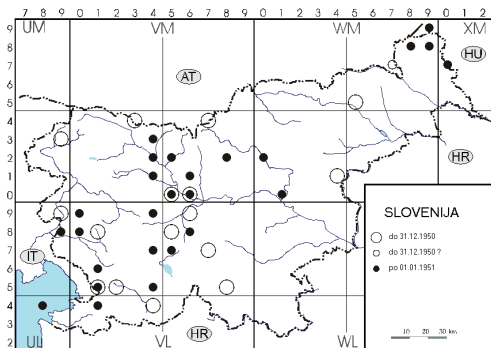 7 8 9 0 1 2 3 4 5 6 7 8 9 0 1 2 3 4 5 6 7 8 9 0 1
UM VM WM XM
9
8
7
6
5
4
3
2
1
0
9
8
7
6
5
4
3
2
AT
HU
HR
IT
HR
SLOVENIJA
do 31.12.1950
do 31.12.1950 ?
po 01.01.1951
10 20 30 km
UL VL WL